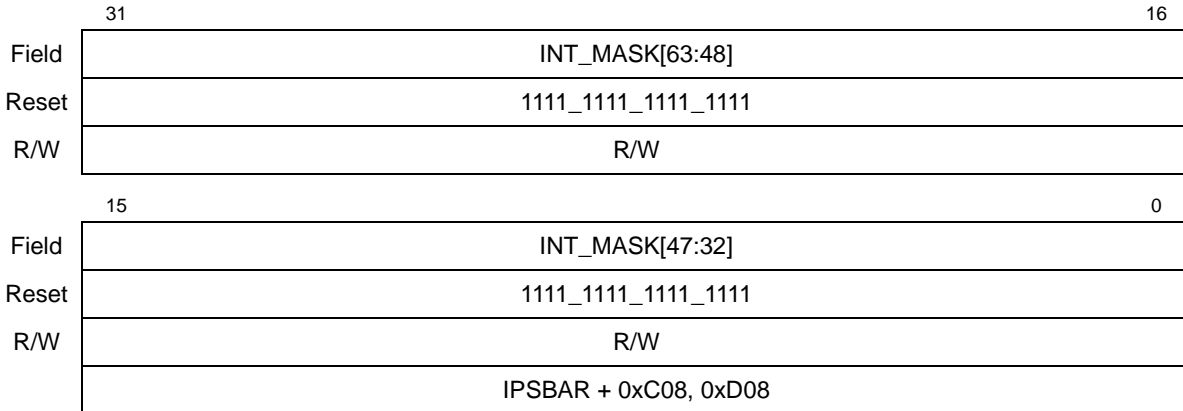 31 16
Field INT_MASK[63:48]
Reset 1111_1111_1111_1111
R/W R/W
15 0
Field INT_MASK[47:32]
Reset 1111_1111_1111_1111
R/W R/W
IPSBAR + 0xC08, 0xD08